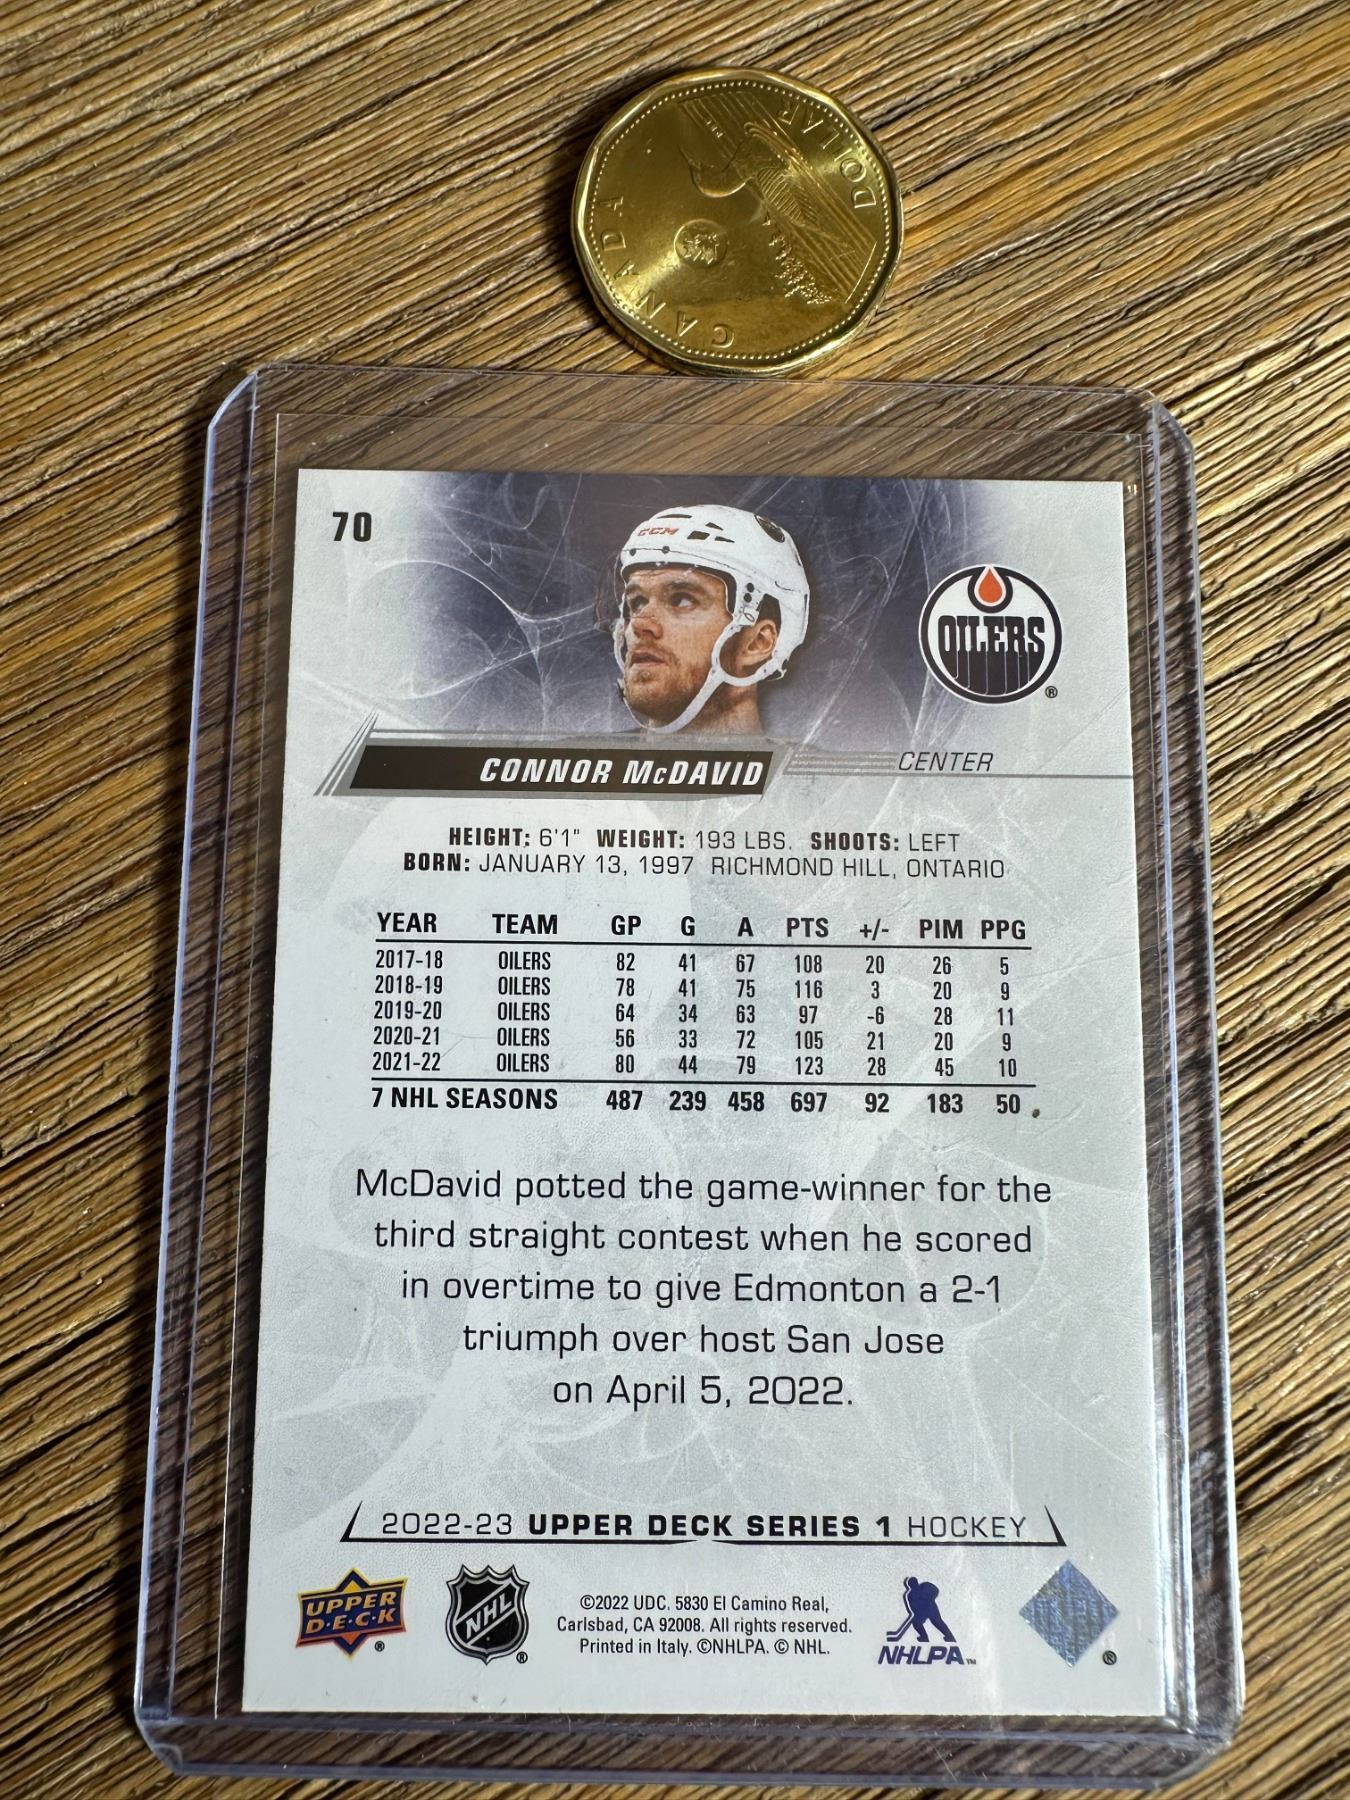 CANADA
DOLLAR
70
CCM
OILERS
®
CONNOR McDAVID
CENTER
HEIGHT: 6'1" WEIGHT: 193 LBS. SHOOTS: LEFT
BORN: JANUARY 13, 1997 RICHMOND HILL, ONTARIO
YEAR TEAM GP G A PTS +/- PIM PPG
2017-18 OILERS 82 41 67 108 20 26 5
2018-19 OILERS 78 41 75 116 3 20 9
2019-20 OILERS 64 34 63 97 -6 28 11
2020-21 OILERS 56 33 72 105 21 20 9
2021-22 OILERS 80 44 79 123 28 45 10
7 NHL SEASONS 487 239 458 697 92 183 50
McDavid potted the game-winner for the
third straight contest when he scored
in overtime to give Edmonton a 2-1
triumph over host San Jose
on April 5, 2022.
2022-23 UPPER DECK SERIES 1 HOCKEY
UPPER
D·E·C·K
®
NHL
®
©2022 UDC. 5830 El Camino Real,
Carlsbad, CA 92008. All rights reserved.
Printed in Italy. ©NHLPA. © NHL.
NHLPA™
®